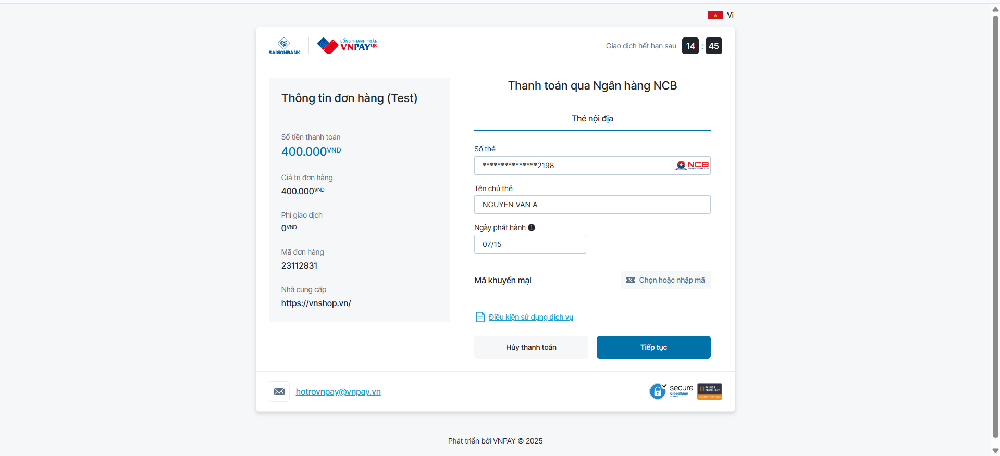 Vi
SAIGONBANK
CỔNG THANH TOÁN
VNPAYQR
Giao dịch hết hạn sau 14 : 45
Thông tin đơn hàng (Test)
Số tiền thanh toán
400.000VND
Giá trị đơn hàng
400.000VND
Phí giao dịch
0VND
Mã đơn hàng
23112831
Nhà cung cấp
https://vnshop.vn/
Thanh toán qua Ngân hàng NCB
Thẻ nội địa
Số thẻ
***************2198
NCB
Tên chủ thẻ
NGUYEN VAN A
Ngày phát hành
07/15
Mã khuyến mại
Chọn hoặc nhập mã
Điều kiện sử dụng dịch vụ
Hủy thanh toán
Tiếp tục
hotrovnpay@vnpay.vn
secure
GlobalSign
PCI DSS
COMPLIANT
Phát triển bởi VNPAY © 2025